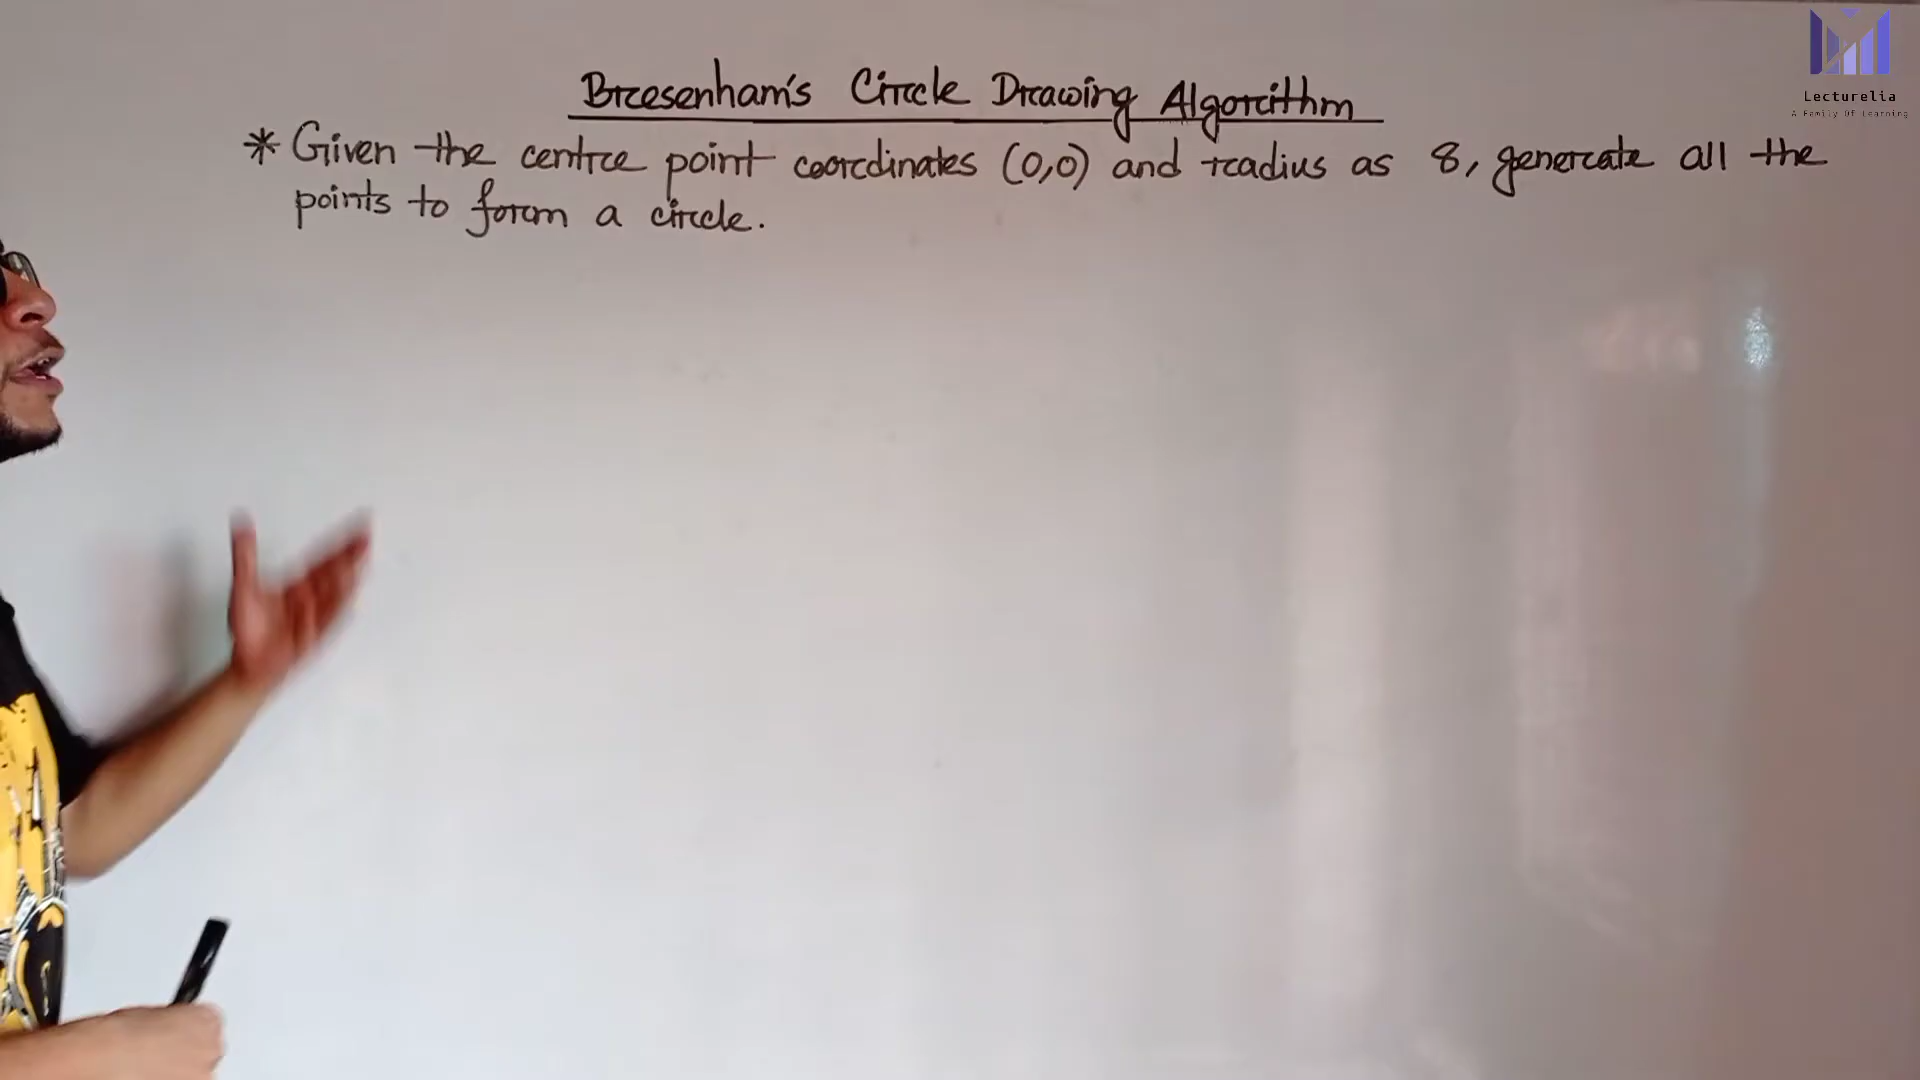 Bresenham's Circle Drawing Algorithm
* Given the centre point coordinates (0,0) and radius as 8, generate all the
points to form a circle.
Lecturelia
A Family Of Learning